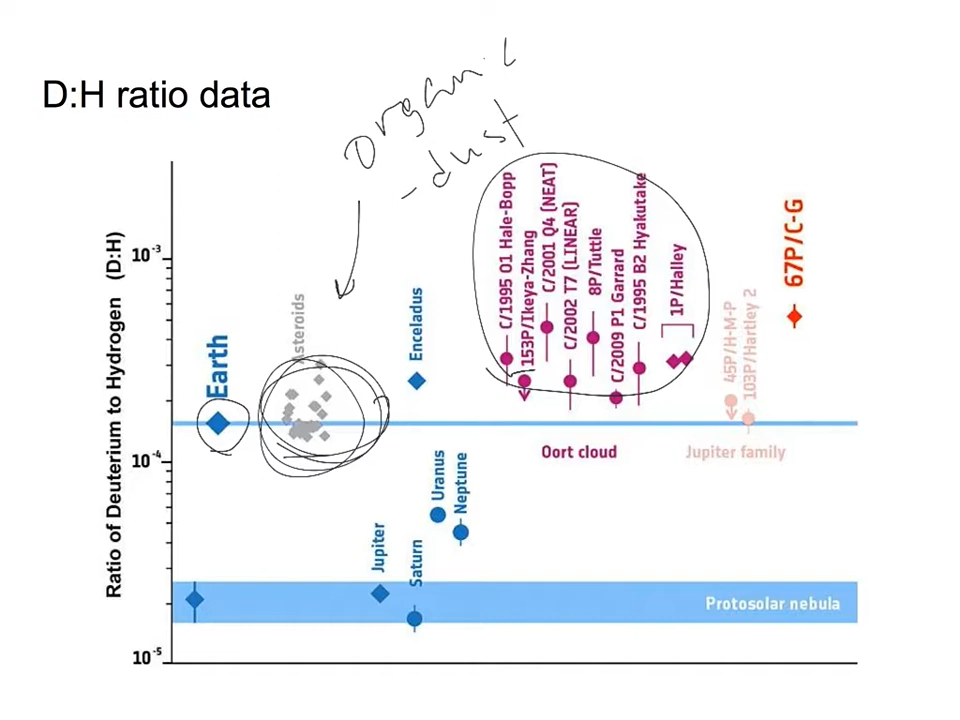 D:H ratio data
organic
- dust
Ratio of Deuterium to Hydrogen (D:H)
10⁻³
10⁻⁴
10⁻⁵
Earth
Asteroids
Enceladus
Jupiter
Saturn
Uranus
Neptune
C/1995 O1 Hale-Bopp
153P/Ikeya-Zhang
C/2001 Q4 (NEAT)
C/2002 T7 (LINEAR)
8P/Tuttle
C/2009 P1 Garrard
C/1995 B2 Hyakutake
1P/Halley
Oort cloud
45P/H-M-P
103P/Hartley 2
Jupiter family
67P/C-G
Protosolar nebula